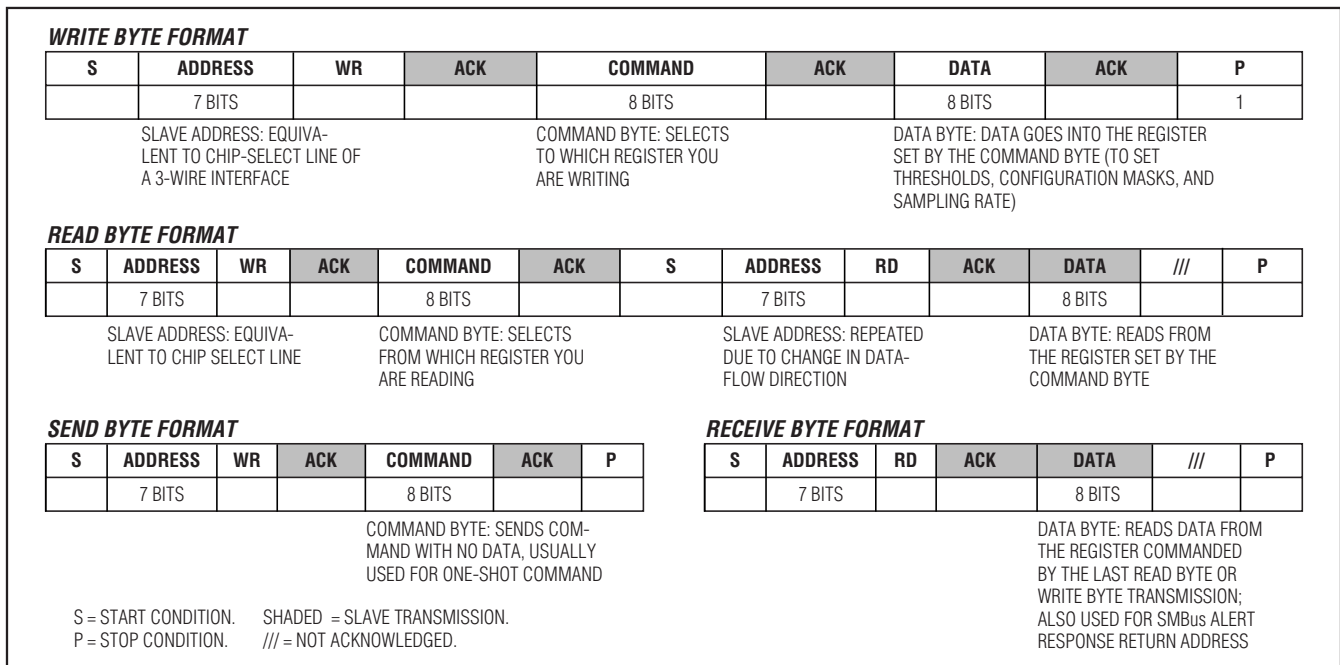 WRITE BYTE FORMAT
S ADDRESS WR ACK COMMAND ACK DATA ACK P
7 BITS 8 BITS 8 BITS 1
SLAVE ADDRESS: EQUIVA-
LENT TO CHIP-SELECT LINE OF
A 3-WIRE INTERFACE
COMMAND BYTE: SELECTS
TO WHICH REGISTER YOU
ARE WRITING
DATA BYTE: DATA GOES INTO THE REGISTER
SET BY THE COMMAND BYTE (TO SET
THRESHOLDS, CONFIGURATION MASKS, AND
SAMPLING RATE)
READ BYTE FORMAT
S ADDRESS WR ACK COMMAND ACK S ADDRESS RD ACK DATA /// P
7 BITS 8 BITS 7 BITS 8 BITS
SLAVE ADDRESS: EQUIVA-
LENT TO CHIP SELECT LINE
COMMAND BYTE: SELECTS
FROM WHICH REGISTER YOU
ARE READING
SLAVE ADDRESS: REPEATED
DUE TO CHANGE IN DATA-
FLOW DIRECTION
DATA BYTE: READS FROM
THE REGISTER SET BY THE
COMMAND BYTE
SEND BYTE FORMAT
S ADDRESS WR ACK COMMAND ACK P
7 BITS 8 BITS
COMMAND BYTE: SENDS COM-
MAND WITH NO DATA, USUALLY
USED FOR ONE-SHOT COMMAND
RECEIVE BYTE FORMAT
S ADDRESS RD ACK DATA /// P
7 BITS 8 BITS
DATA BYTE: READS DATA FROM
THE REGISTER COMMANDED
BY THE LAST READ BYTE OR
WRITE BYTE TRANSMISSION;
ALSO USED FOR SMBus ALERT
RESPONSE RETURN ADDRESS
S = START CONDITION. SHADED = SLAVE TRANSMISSION.
P = STOP CONDITION. /// = NOT ACKNOWLEDGED.